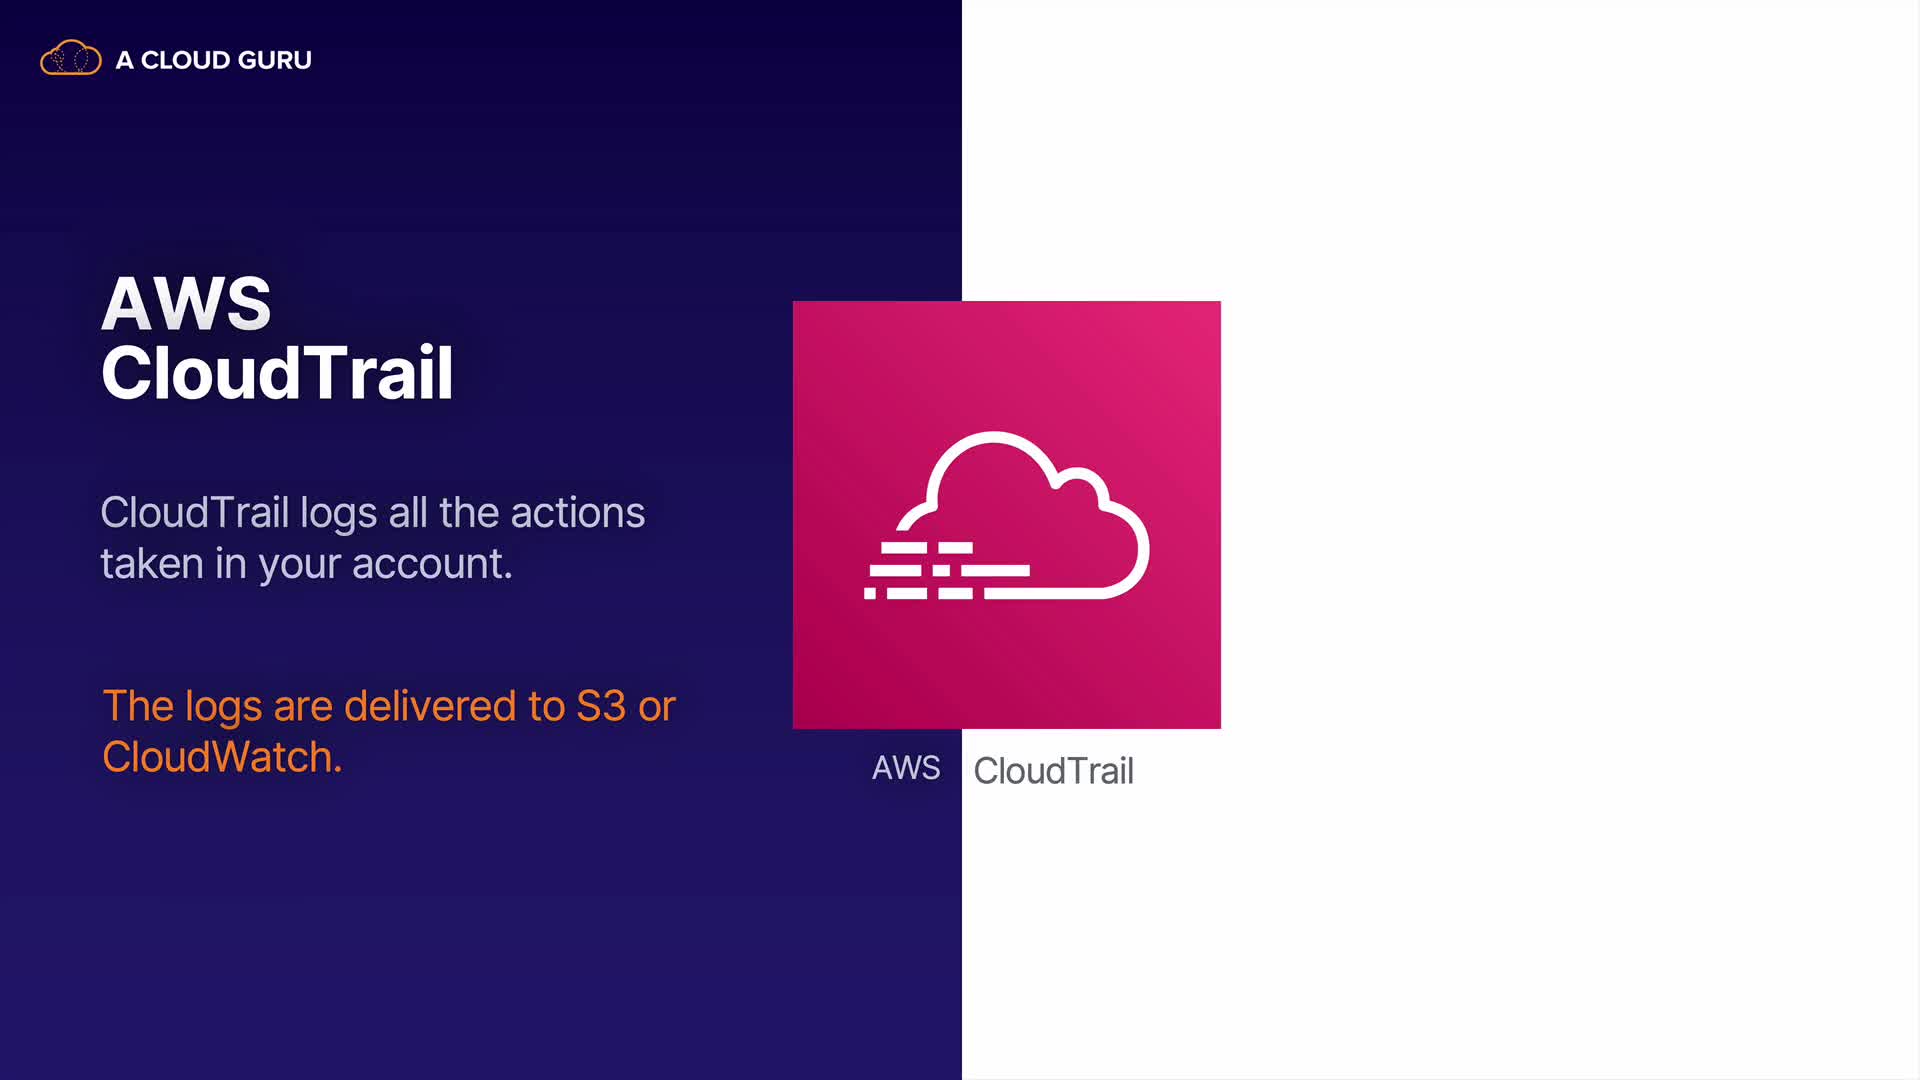 A CLOUD GURU
AWS
CloudTrail
CloudTrail logs all the actions
taken in your account.
The logs are delivered to S3 or
CloudWatch.
AWS CloudTrail